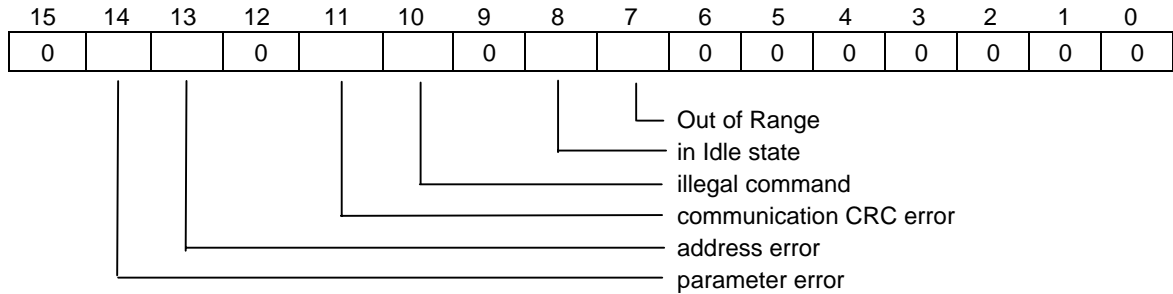 15 14 13 12 11 10 9 8 7 6 5 4 3 2 1 0
0 0 0 0 0 0 0 0 0 0
Out of Range
in Idle state
illegal command
communication CRC error
address error
parameter error